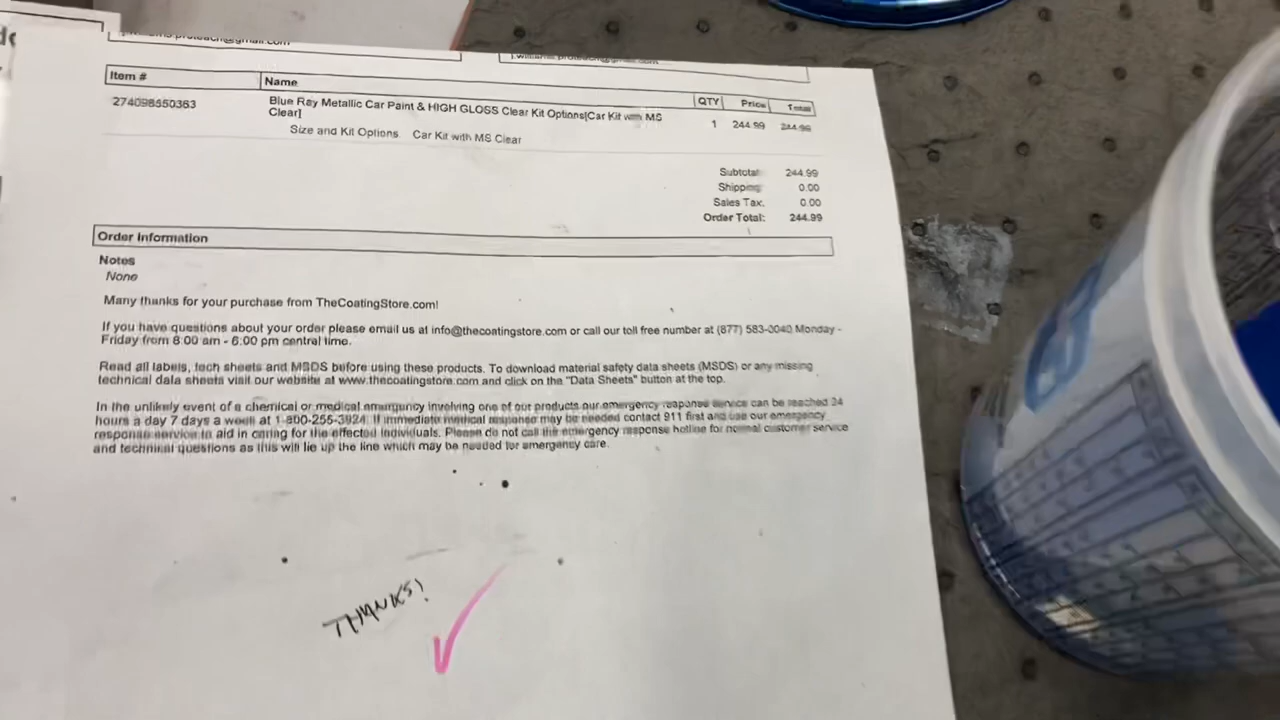 Item # Name QTY Price Total
274098550363 Blue Ray Metallic Car Paint & HIGH GLOSS Clear Kit Options[Car Kit with MS 1 244.99 244.99
Clear]
Size and Kit Options Car Kit with MS Clear
Subtotal 244.99
Shipping 0.00
Sales Tax. 0.00
Order Total: 244.99
Order Information
Notes
None
Many thanks for your purchase from TheCoatingStore.com!
If you have questions about your order please email us at info@thecoatingstore.com or call our toll free number at (877) 583-0040 Monday -
Friday from 8:00 am - 6:00 pm central time.
Read all labels, tech sheets and MSDS before using these products. To download material safety data sheets (MSDS) or any missing
technical data sheets visit our website at www.thecoatingstore.com and click on the "Data Sheets" button at the top.
In the unlikely event of a chemical or medical emergency involving one of our products our emergency response service can be reached 24
hours a day 7 days a week at 1-800-255-3924. If immediate medical response may be needed contact 911 first and use our emergency
response service to aid in caring for the effected individuals. Please do not call the emergency response hotline for normal customer service
and technical questions as this will tie up the line which may be needed for emergency care.
THANKS!